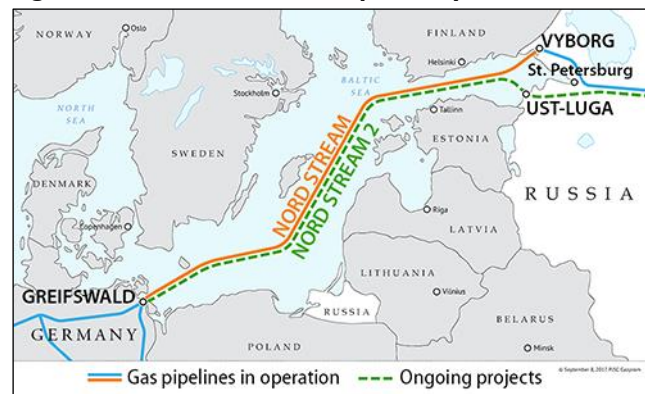 NORWAY
Oslo
FINLAND
VYBORG
Helsinki
St. Petersburg
BALTIC
SEA
Stockholm
UST-LUGA
NORTH
SEA
Tallinn
ESTONIA
SWEDEN
NORD STREAM
NORD STREAM 2
RUSSIA
DENMARK
Riga
LATVIA
Copenhagen
LITHUANIA
GREIFSWALD
Vilnius
RUSSIA
GERMANY
BELARUS
POLAND
Minsk
Gas pipelines in operation
Ongoing projects
© September 8, 2017 PJSC Gazprom